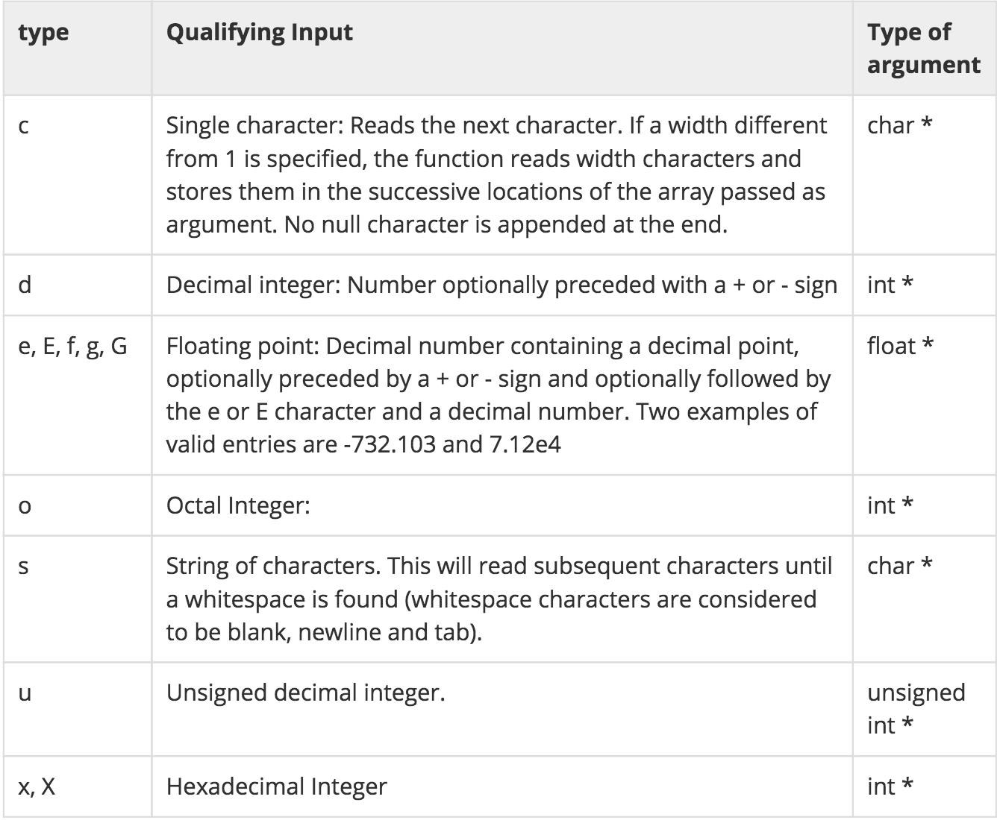 type
Qualifying Input
Type of
argument
c
Single character: Reads the next character. If a width different
from 1 is specified, the function reads width characters and
stores them in the successive locations of the array passed as
argument. No null character is appended at the end.
char *
d
Decimal integer: Number optionally preceded with a + or - sign
int *
e, E, f, g, G
Floating point: Decimal number containing a decimal point,
optionally preceded by a + or - sign and optionally followed by
the e or E character and a decimal number. Two examples of
valid entries are -732.103 and 7.12e4
float *
o
Octal Integer:
int *
s
String of characters. This will read subsequent characters until
a whitespace is found (whitespace characters are considered
to be blank, newline and tab).
char *
u
Unsigned decimal integer.
unsigned
int *
x, X
Hexadecimal Integer
int *